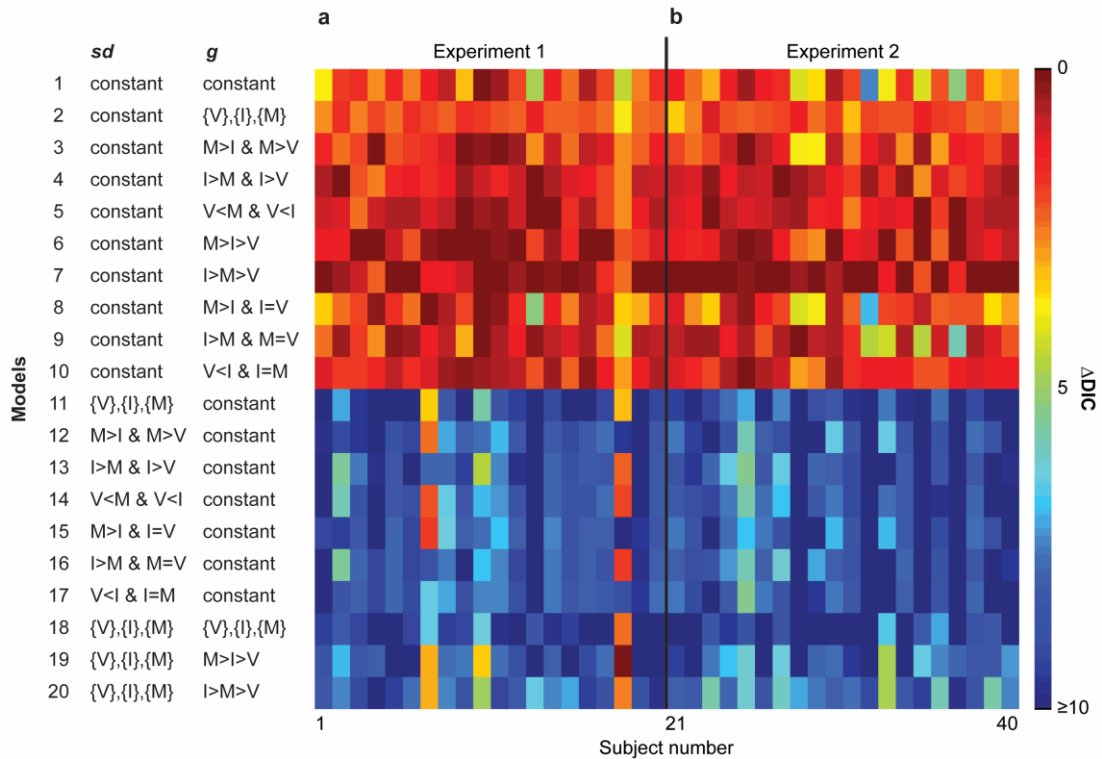 a b
sd g Experiment 1 Experiment 2
1 constant constant 0
2 constant {V},{I},{M}
3 constant M>I & M>V
4 constant I>M & I>V
5 constant V<M & V<I
6 constant M>I>V
7 constant I>M>V
8 constant M>I & I=V
9 constant I>M & M=V
10 constant V<I & I=M
Models
11 {V},{I},{M} constant 5
ΔDIC
12 M>I & M>V constant
13 I>M & I>V constant
14 V<M & V<I constant
15 M>I & I=V constant
16 I>M & M=V constant
17 V<I & I=M constant
18 {V},{I},{M} {V},{I},{M}
19 {V},{I},{M} M>I>V
20 {V},{I},{M} I>M>V ≥10
1 21 40
Subject number